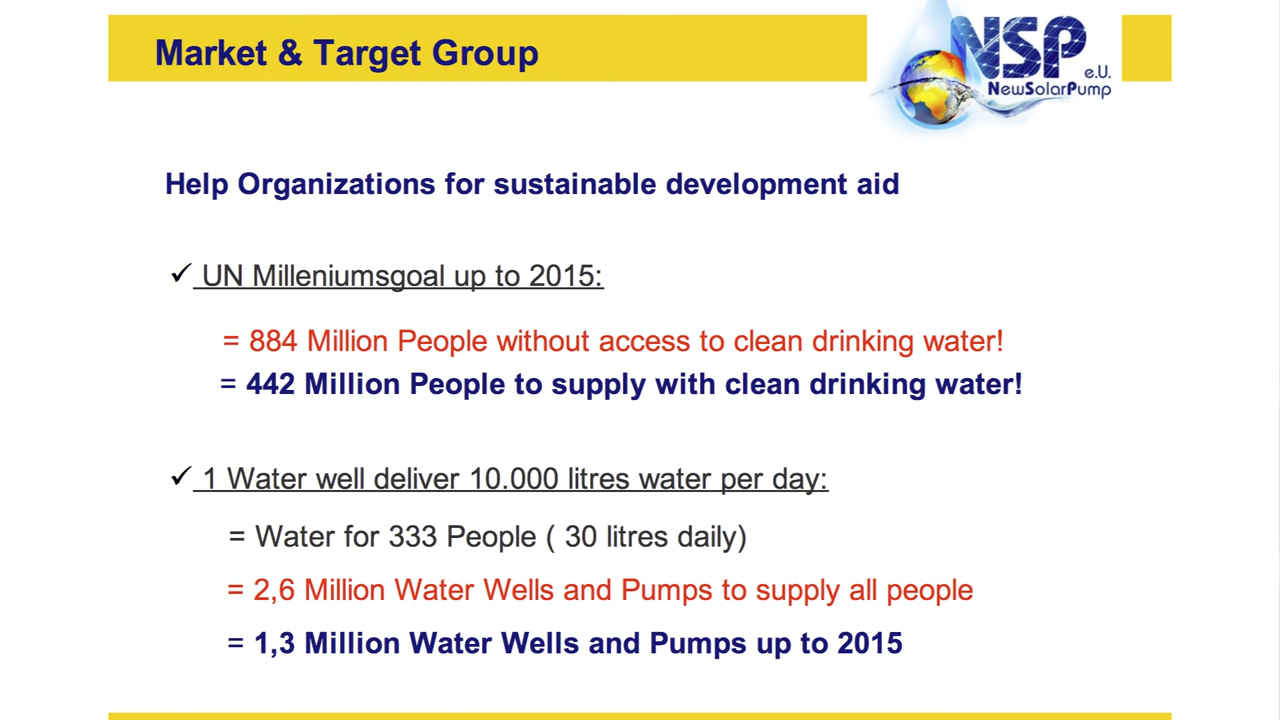 Market & Target Group
NSP
e.U.
NewSolarPump
Help Organizations for sustainable development aid
✓ UN Milleniumsgoal up to 2015:
= 884 Million People without access to clean drinking water!
= 442 Million People to supply with clean drinking water!
✓ 1 Water well deliver 10.000 litres water per day:
= Water for 333 People ( 30 litres daily)
= 2,6 Million Water Wells and Pumps to supply all people
= 1,3 Million Water Wells and Pumps up to 2015